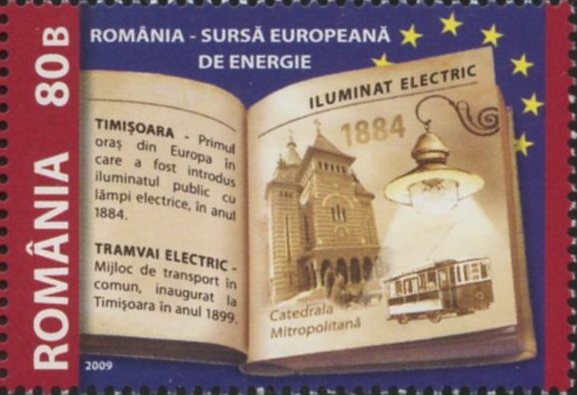 ROMÂNIA 80B
ROMÂNIA - SURSĂ EUROPEANĂ
DE ENERGIE
TIMIȘOARA - Primul
oraș din Europa în
care a fost introdus
iluminatul public cu
lămpi electrice, în anul
1884.
TRAMVAI ELECTRIC -
Mijloc de transport în
comun, inaugurat la
Timișoara în anul 1899.
ILUMINAT ELECTRIC
1884
Catedrala
Mitropolitană
2009